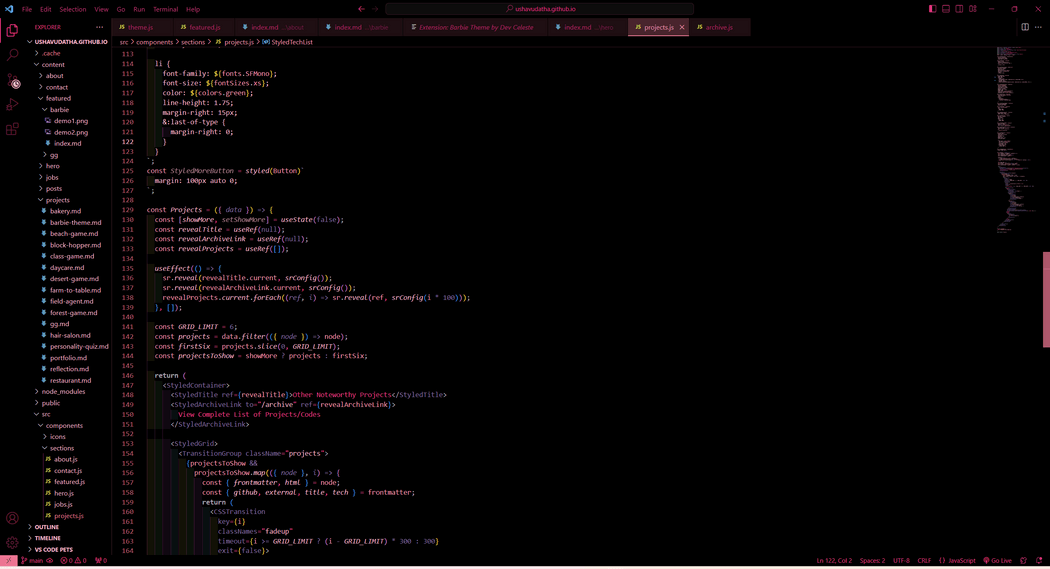 File Edit Selection View Go Run Terminal Help
ushavudatha.github.io
EXPLORER
theme.js
featured.js
index.md ...\about
index.md ...\barbie
Extension: Barbie Theme by Dev Celeste
index.md ...\hero
projects.js
archive.js
USHAVUDATHA.GITHUB.IO
src > components > sections > projects.js > StyledTechList
.cache
content
about
contact
featured
barbie
demo1.png
demo2.png
index.md
gg
hero
jobs
posts
projects
bakery.md
barbie-theme.md
beach-game.md
block-hopper.md
class-game.md
daycare.md
desert-game.md
farm-to-table.md
field-agent.md
forest-game.md
gg.md
hair-salon.md
personality-quiz.md
portfolio.md
reflection.md
restaurant.md
node_modules
public
src
components
icons
sections
about.js
contact.js
featured.js
hero.js
jobs.js
projects.js
OUTLINE
TIMELINE
VS CODE PETS
113
114 li {
115 font-family: ${fonts.SFMono};
116 font-size: ${fontSizes.xs};
117 color: ${colors.green};
118 line-height: 1.75;
119 margin-right: 15px;
120 &:last-of-type {
121 margin-right: 0;
122 }
123 }
124 `;
125 const StyledMoreButton = styled(Button)`
126 margin: 100px auto 0;
127 `;
128
129 const Projects = ({ data }) => {
130 const [showMore, setShowMore] = useState(false);
131 const revealTitle = useRef(null);
132 const revealArchiveLink = useRef(null);
133 const revealProjects = useRef([]);
134
135 useEffect(() => {
136 sr.reveal(revealTitle.current, srConfig());
137 sr.reveal(revealArchiveLink.current, srConfig());
138 revealProjects.current.forEach((ref, i) => sr.reveal(ref, srConfig(i * 100)));
139 }, []);
140
141 const GRID_LIMIT = 6;
142 const projects = data.filter(({ node }) => node);
143 const firstSix = projects.slice(0, GRID_LIMIT);
144 const projectsToShow = showMore ? projects : firstSix;
145
146 return (
147 <StyledContainer>
148 <StyledTitle ref={revealTitle}>Other Noteworthy Projects</StyledTitle>
149 <StyledArchiveLink to="/archive" ref={revealArchiveLink}>
150 View Complete List of Projects/Codes
151 </StyledArchiveLink>
152
153 <StyledGrid>
154 <TransitionGroup className="projects">
155 {projectsToShow &&
156 projectsToShow.map(({ node }, i) => {
157 const { frontmatter, html } = node;
158 const { github, external, title, tech } = frontmatter;
159 return (
160 <CSSTransition
161 key={i}
162 classNames="fadeup"
163 timeout={i >= GRID_LIMIT ? (i - GRID_LIMIT) * 300 : 300}
164 exit={false}>
main 0 0 0
Ln 122, Col 2 Spaces: 2 UTF-8 CRLF {} JavaScript Go Live